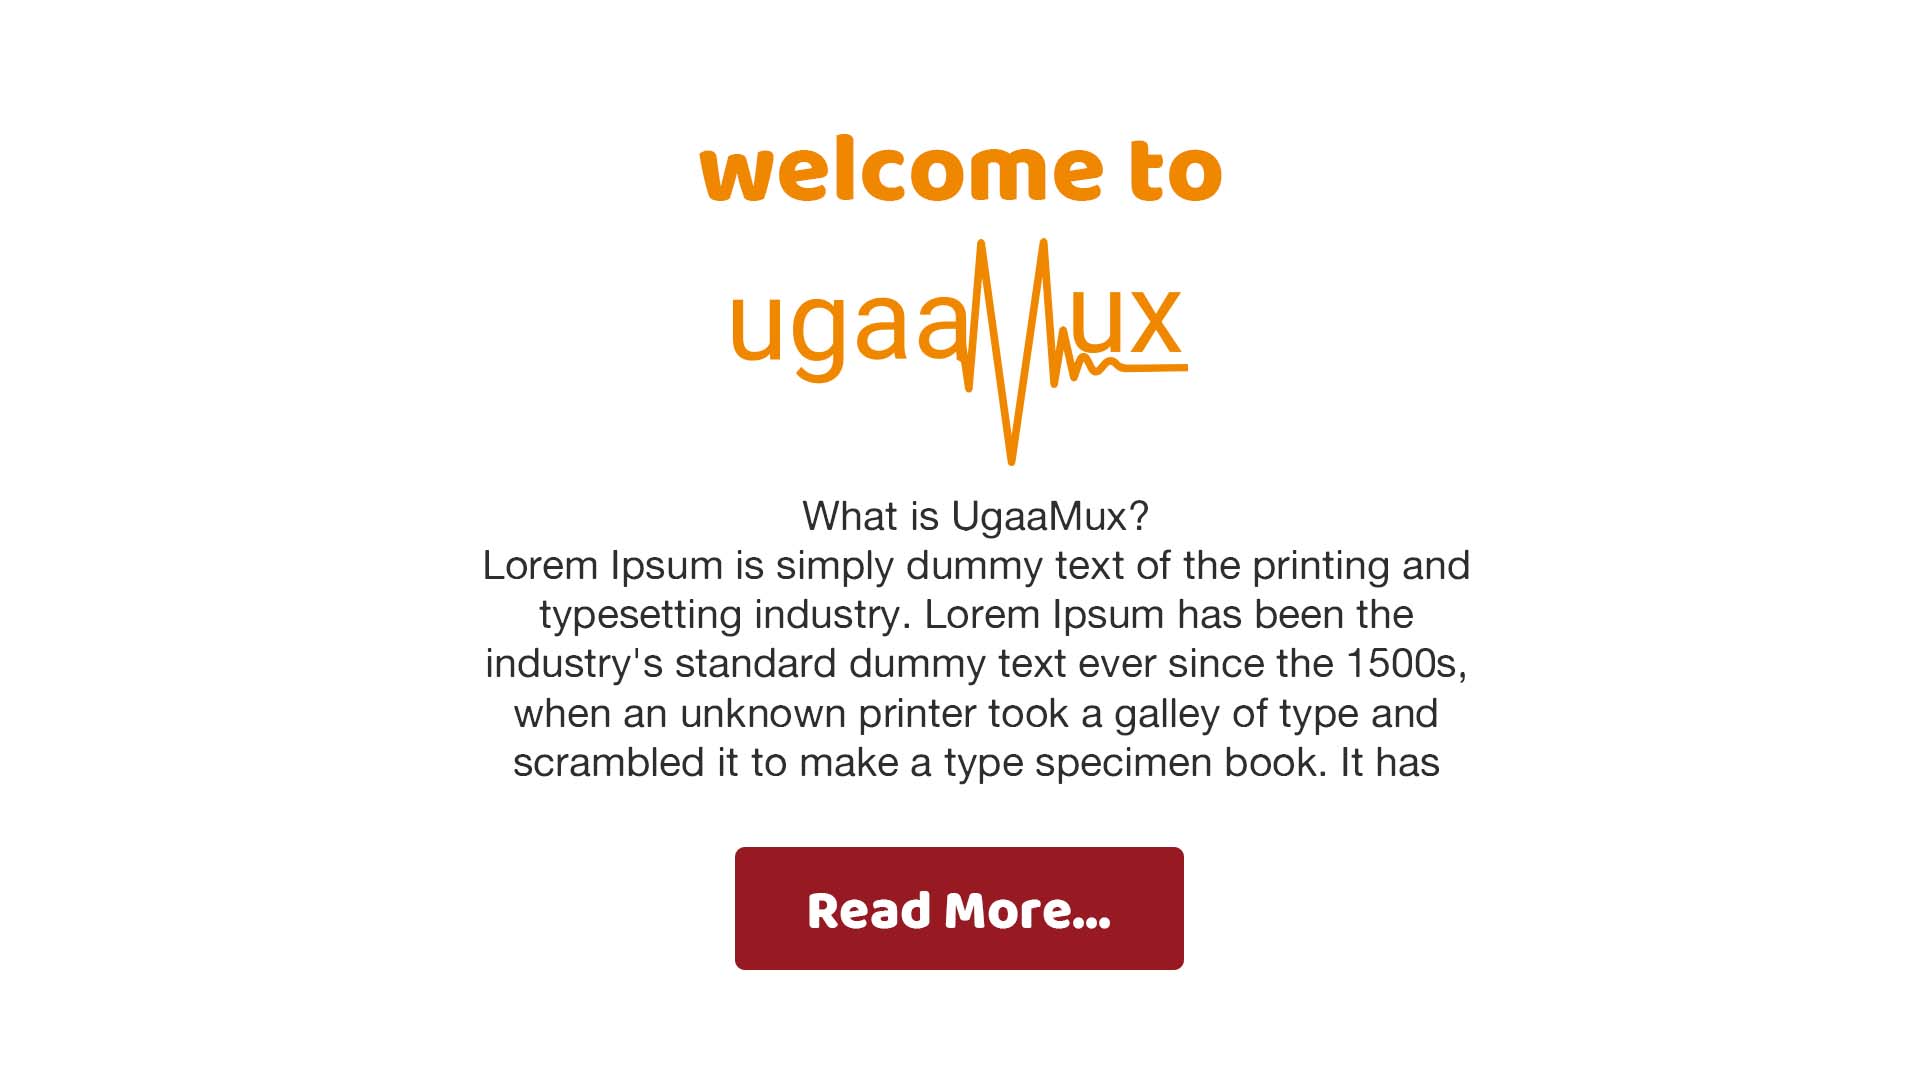 welcome to
ugaaMux
What is UgaaMux?
Lorem Ipsum is simply dummy text of the printing and
typesetting industry. Lorem Ipsum has been the
industry's standard dummy text ever since the 1500s,
when an unknown printer took a galley of type and
scrambled it to make a type specimen book. It has
Read More...